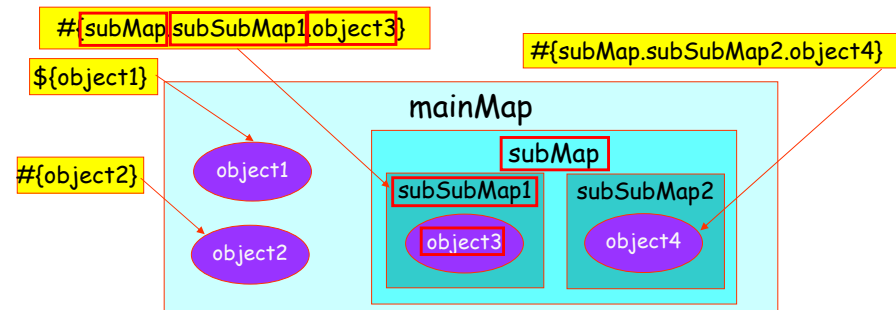 #{subMap.subSubMap1.object3}
#{subMap.subSubMap2.object4}
${object1}
mainMap
subMap
object1
#{object2}
subSubMap1
subSubMap2
object3
object4
object2